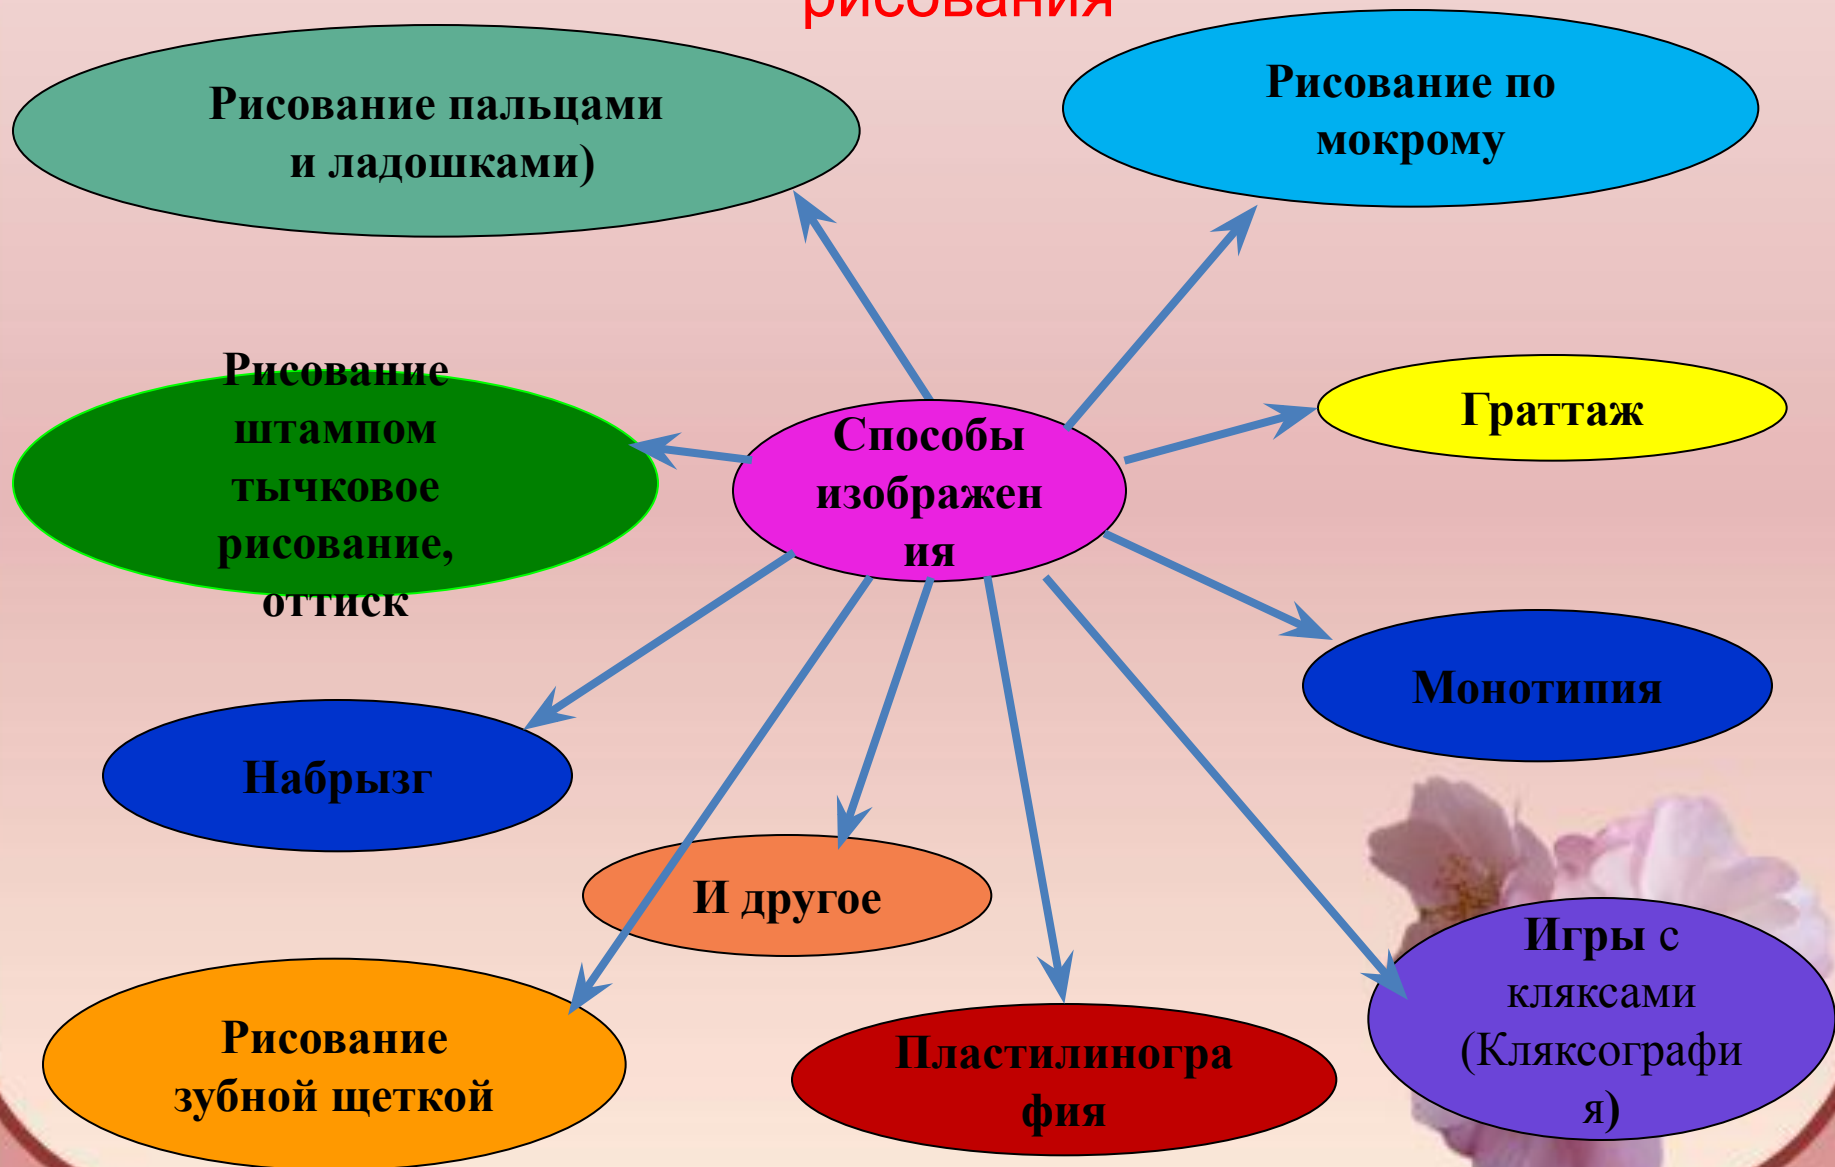 рисования
Рисование пальцами
и ладошками)
Рисование по
мокрому
Рисование
штампом
тычковое
рисование,
оттиск
Способы
изображен
ия
Граттаж
Монотипия
Набрызг
И другое
Рисование
зубной щеткой
Пластилиногра
фия
Игры с
кляксами
(Кляксографи
я)